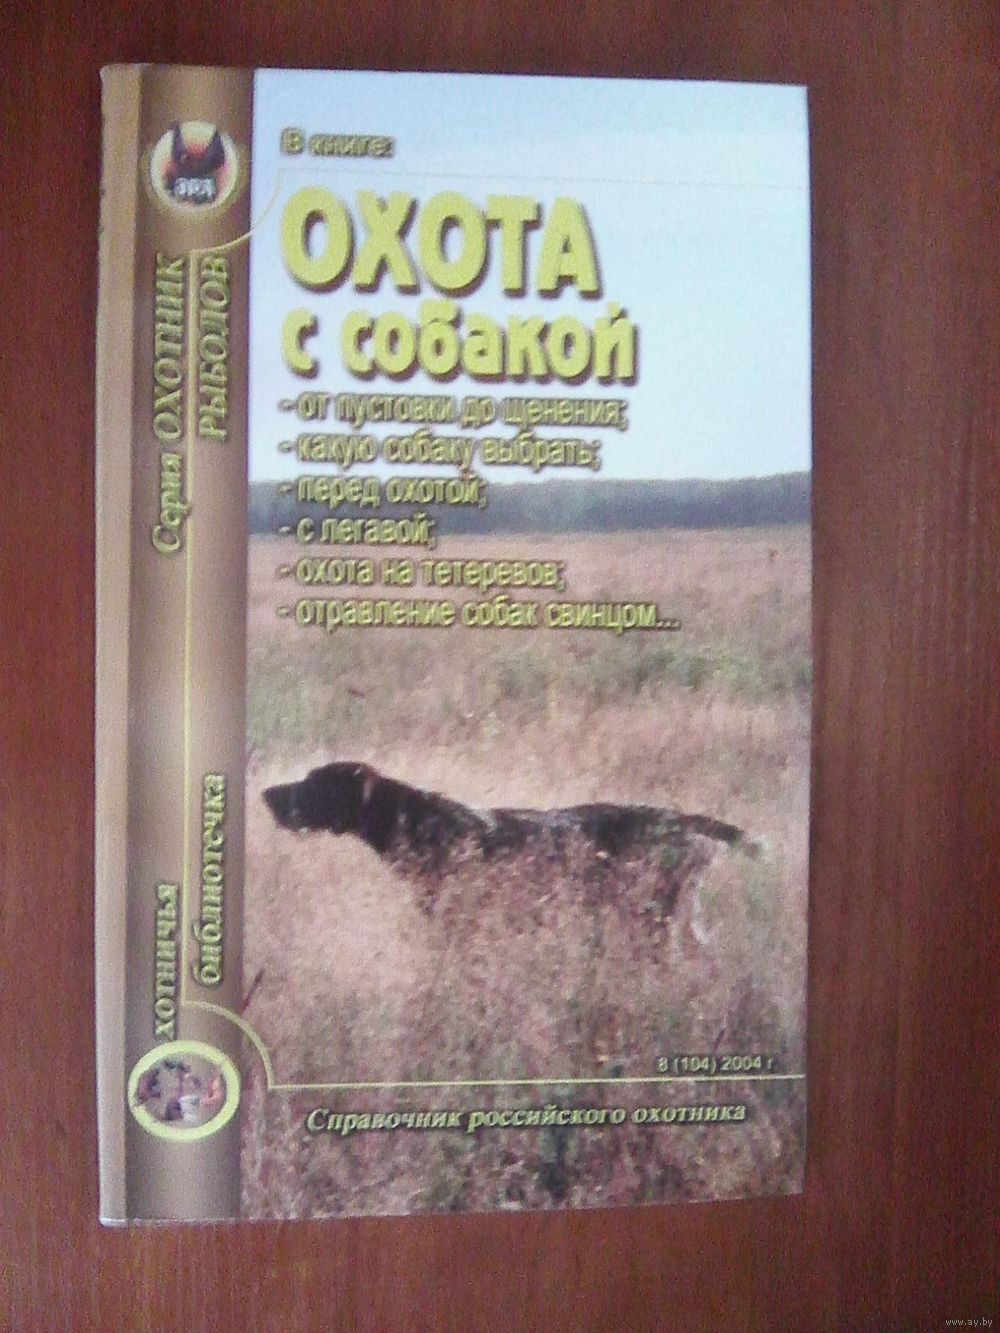 В книге:
ОХОТА
с собакой
- от пустовки до щенения;
- какую собаку выбрать;
- перед охотой;
- с легавой;
- охота на тетеревов;
- отравление собак свинцом...
8 (104) 2004 г
Справочник российского охотника
ЭРА
Серия ОХОТНИК
РЫБОЛОВ
хотничья
библиотечка
www.ay.by